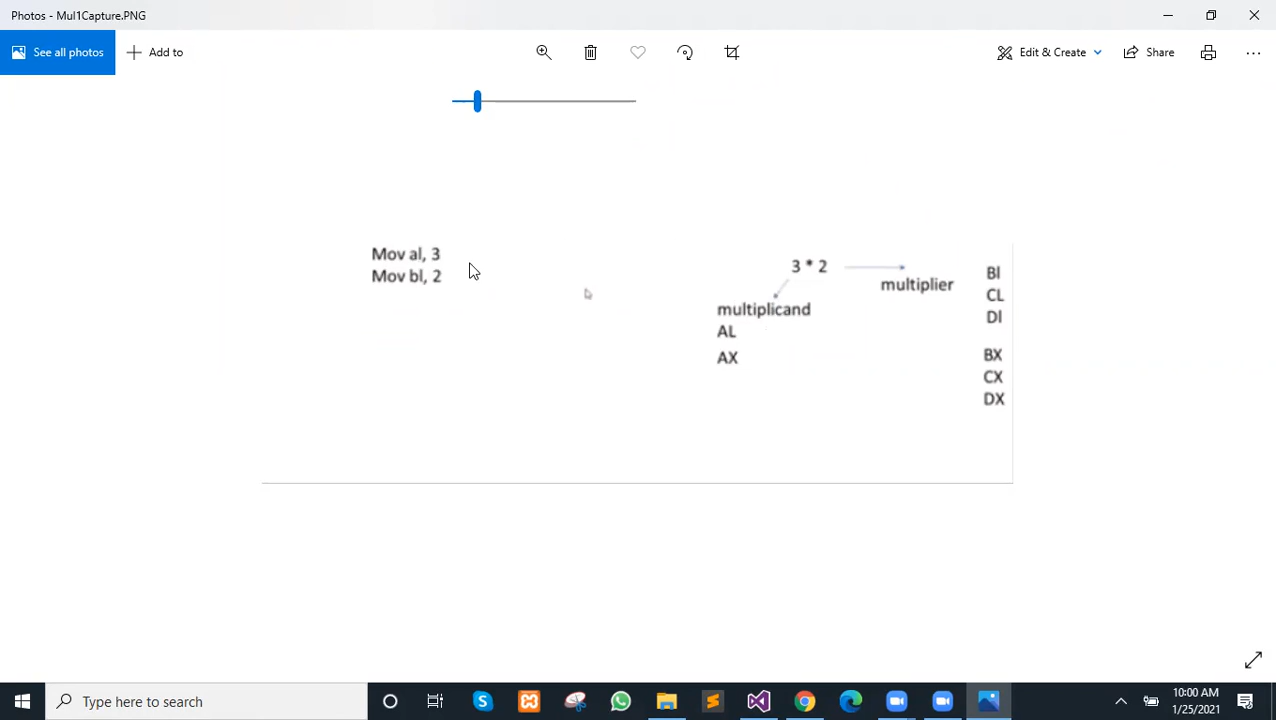 Photos - Mul1Capture.PNG
See all photos
Add to
Edit & Create
Share
Mov al, 3
Mov bl, 2
3 * 2
multiplier
multiplicand
AL
AX
Bl
CL
Dl
BX
CX
DX
Type here to search
10:00 AM
1/25/2021